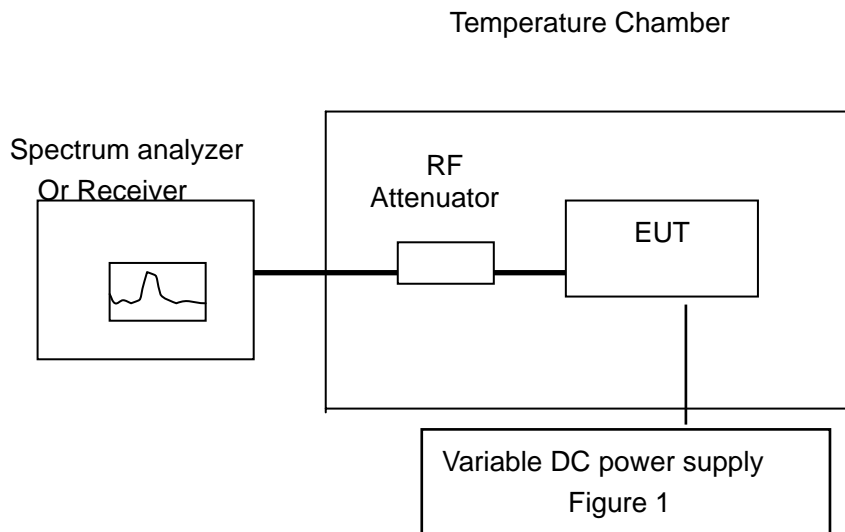 Temperature Chamber
Spectrum analyzer
Or Receiver
RF
Attenuator
EUT
Variable DC power supply
Figure 1